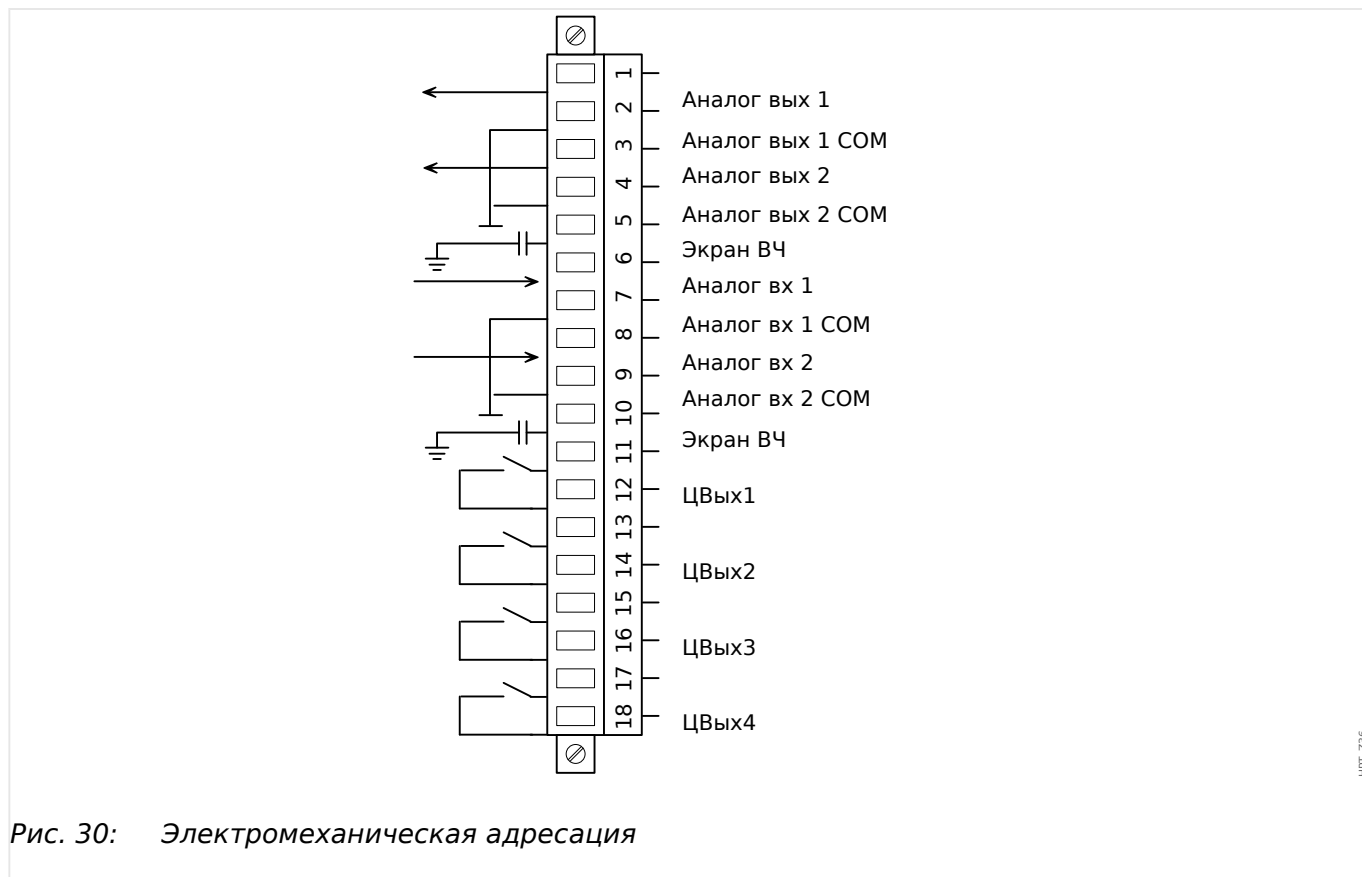 1
Аналог вых 1
2
Аналог вых 1 COM
3
Аналог вых 2
4
Аналог вых 2 COM
5
Экран ВЧ
6
Аналог вх 1
7
Аналог вх 1 COM
8
Аналог вх 2
9
Аналог вх 2 COM
10
Экран ВЧ
11
12
ЦВых1
13
14
ЦВых2
15
16
ЦВых3
17
18
ЦВых4
Рис. 30: Электромеханическая адресация